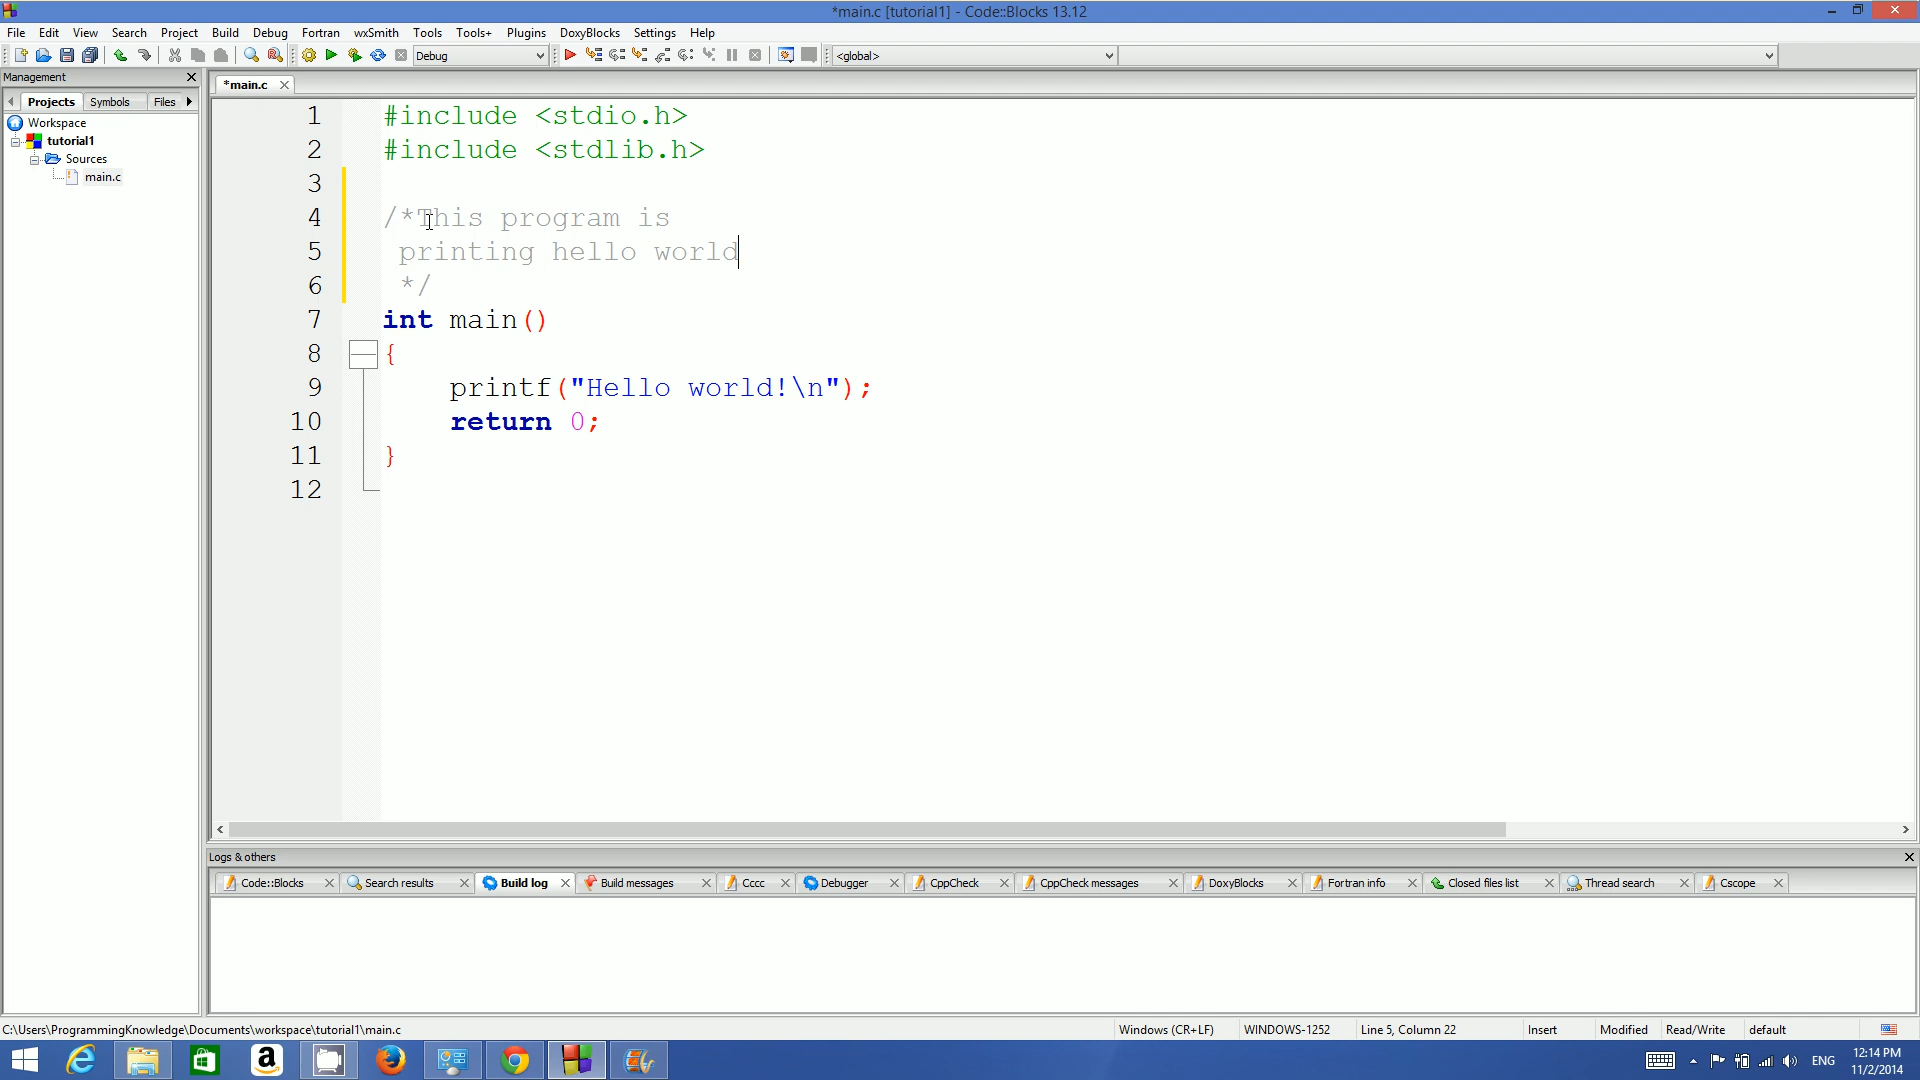 *main.c [tutorial1] - Code::Blocks 13.12
File Edit View Search Project Build Debug Fortran wxSmith Tools Tools+ Plugins DoxyBlocks Settings Help
Debug <global>
Management
*main.c
Projects Symbols Files
Workspace
tutorial1
Sources
main.c
1 #include <stdio.h>
2 #include <stdlib.h>
3
4 /*This program is
5 printing hello world
6 */
7 int main()
8 {
9 printf("Hello world!\n");
10 return 0;
11 }
12
Logs & others
Code::Blocks Search results Build log Build messages Cccc Debugger CppCheck CppCheck messages DoxyBlocks Fortran info Closed files list Thread search Cscope
C:\Users\ProgrammingKnowledge\Documents\workspace\tutorial1\main.c Windows (CR+LF) WINDOWS-1252 Line 5, Column 22 Insert Modified Read/Write default
ENG 12:14 PM
11/2/2014